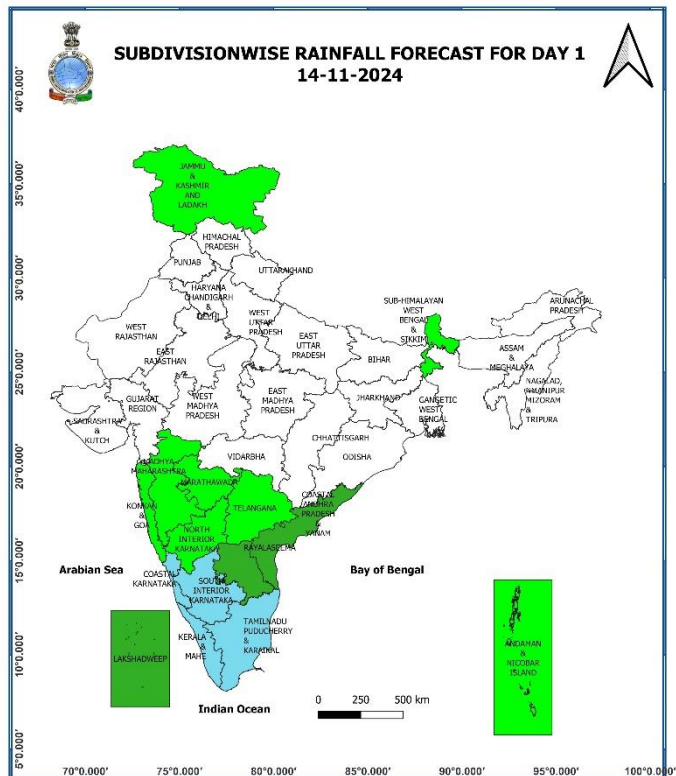 SUBDIVISIONWISE RAINFALL FORECAST FOR DAY 1
14-11-2024
40°0.000'
35°0.000'
30°0.000'
25°0.000'
20°0.000'
15°0.000'
10°0.000'
5°0.000'
JAMMU
&
KASHMIR
AND
LADAKH
HIMACHAL
PRADESH
PUNJAB
UTTARAKHAND
HARYANA
CHANDIGARH
&
DELHI
WEST
UTTAR
PRADESH
SUB-HIMALAYAN
WEST
BENGAL
&
SIKKIM
ARUNACHAL
PRADESH
WEST
RAJASTHAN
EAST
RAJASTHAN
EAST
UTTAR
PRADESH
BIHAR
ASSAM
&
MEGHALAYA
NAGALAD,
MANIPUR
MIZORAM
&
TRIPURA
GUJARAT
REGION
SAURASHTRA
&
KUTCH
WEST
MADHYA
PRADESH
EAST
MADHYA
PRADESH
JHARKHAND
GANGETIC
WEST
BENGAL
CHHATTISGARH
ODISHA
VIDARBHA
MADHYA
MAHARASHTRA
MARATHAWADA
KONKAN
&
GOA
TELANGANA
COASTAL
ANDHRA
PRADESH
&
YANAM
NORTH
INTERIOR
KARNATAKA
RAYALASEEMA
Arabian Sea
Bay of Bengal
COASTAL
KARNATAKA
SOUTH
INTERIOR
KARNATAKA
KERALA
&
MAHE
TAMILNADU
PUDUCHERRY
&
KARAIKAL
LAKSHADWEEP
ANDAMAN
&
NICOBAR
ISLAND
Indian Ocean
0 250 500 km
70°0.000' 75°0.000' 80°0.000' 85°0.000' 90°0.000' 95°0.000' 100°0.000'